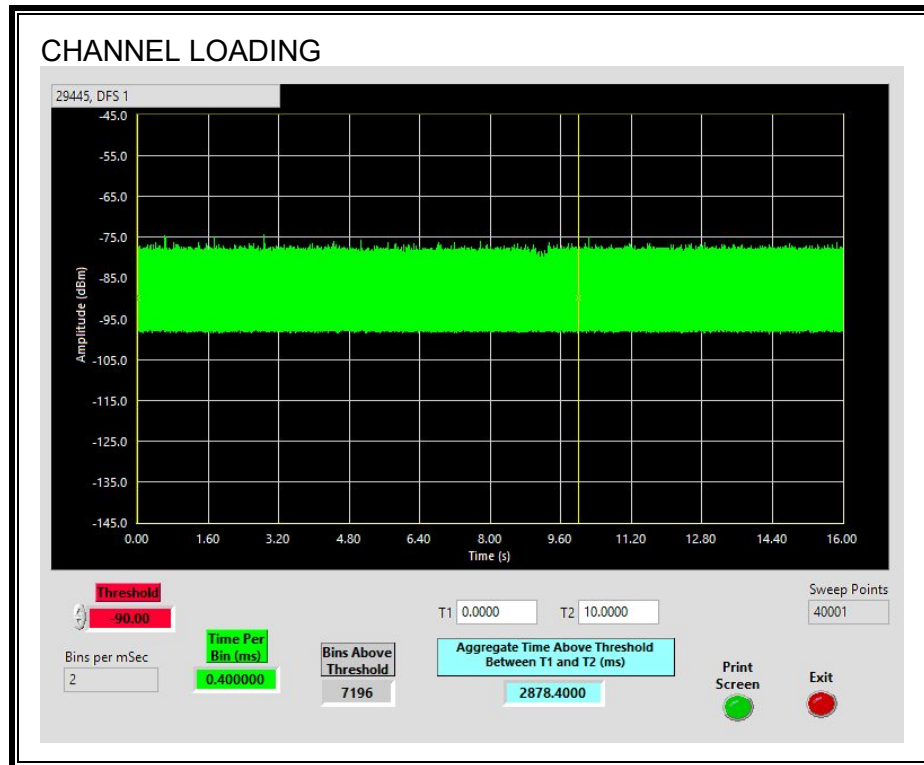 CHANNEL LOADING
29445, DFS 1
-45.0
-55.0
-65.0
-75.0
-85.0
-95.0
-105.0
-115.0
-125.0
-135.0
-145.0
Amplitude (dBm)
0.00 1.60 3.20 4.80 6.40 8.00 9.60 11.20 12.80 14.40 16.00
Time (s)
Threshold
-90.00
Bins per mSec
2
Time Per
Bin (ms)
0.400000
Bins Above
Threshold
7196
T1 0.0000 T2 10.0000
Aggregate Time Above Threshold
Between T1 and T2 (ms)
2878.4000
Sweep Points
40001
Print
Screen
Exit